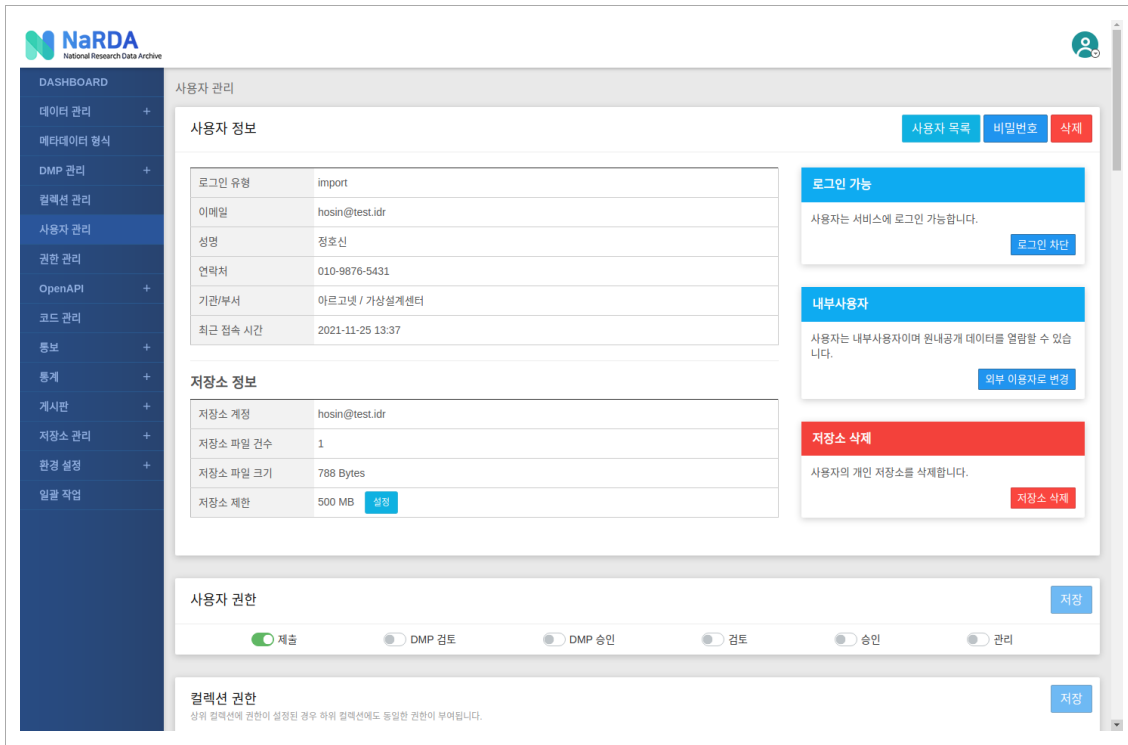 NaRDA
National Research Data Archive
DASHBOARD
데이터 관리 +
메타데이터 형식
DMP 관리 +
컬렉션 관리
사용자 관리
권한 관리
OpenAPI +
코드 관리
통보 +
통계 +
게시판 +
저장소 관리 +
환경 설정 +
일괄 작업
사용자 관리
사용자 정보
사용자 목록 비밀번호 삭제
로그인 유형 import
이메일 hosin@test.idr
성명 정호신
연락처 010-9876-5431
기관/부서 아르고넷 / 가상설계센터
최근 접속 시간 2021-11-25 13:37
저장소 정보
저장소 계정 hosin@test.idr
저장소 파일 건수 1
저장소 파일 크기 788 Bytes
저장소 제한 500 MB 설정
로그인 가능
사용자는 서비스에 로그인 가능합니다.
로그인 차단
내부사용자
사용자는 내부사용자이며 원내공개 데이터를 열람할 수 있습
니다.
외부 이용자로 변경
저장소 삭제
사용자의 개인 저장소를 삭제합니다.
저장소 삭제
사용자 권한 저장
제출 DMP 검토 DMP 승인 검토 승인 관리
컬렉션 권한 저장
상위 컬렉션에 권한이 설정된 경우 하위 컬렉션에도 동일한 권한이 부여됩니다.